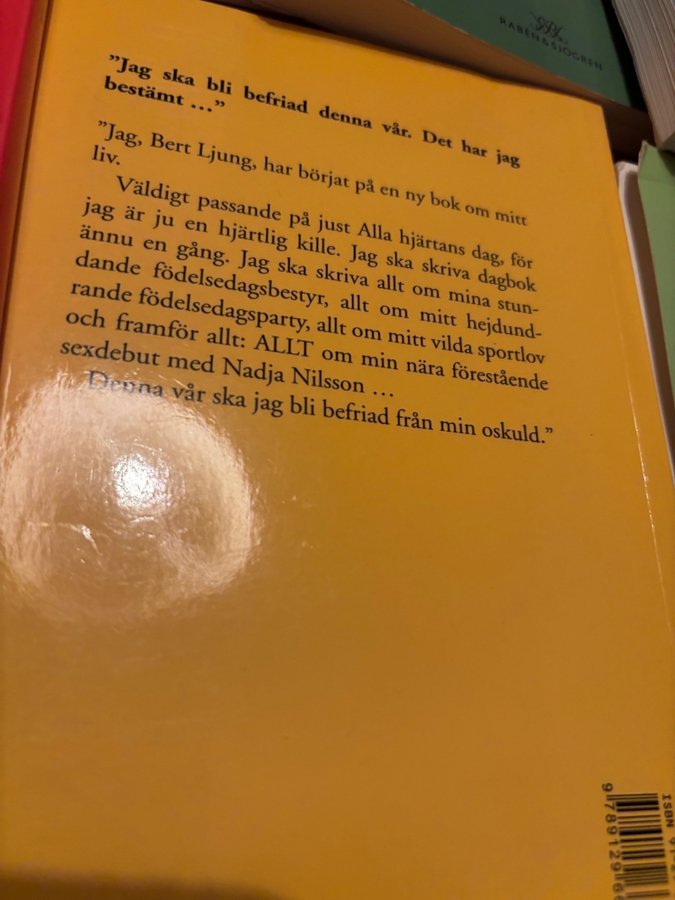 RABÉN & SJÖGREN
"Jag ska bli befriad denna vår. Det har jag
bestämt ..."
"Jag, Bert Ljung, har börjat på en ny bok om mitt
liv.
Väldigt passande på just Alla hjärtans dag, för
jag är ju en hjärtlig kille. Jag ska skriva dagbok
ännu en gång. Jag ska skriva allt om mina stun-
dande födelsedagsbestyr, allt om mitt hejdund-
rande födelsedagsparty, allt om mitt vilda sportlov
och framför allt: ALLT om min nära förestående
sexdebut med Nadja Nilsson ...
Denna vår ska jag bli befriad från min oskuld."
ISBN 91-
9789129